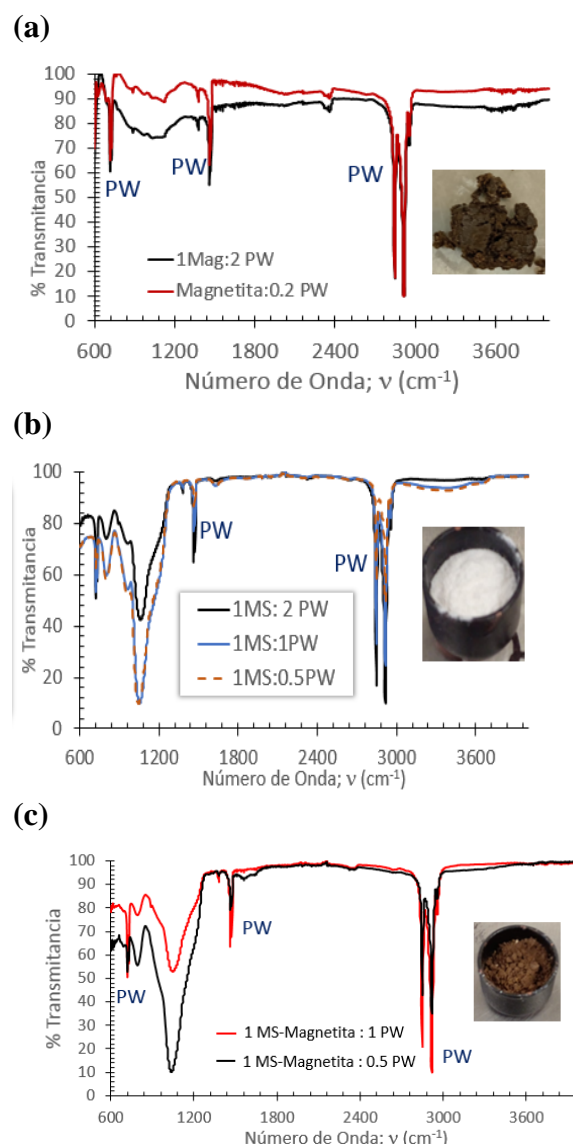 (a)
100
90
80
70
60
50
40
30
20
10
0
% Transmitancia
PW
PW
PW
1Mag:2 PW
Magnetita:0.2 PW
600
1200
1800
2400
3000
3600
Número de Onda; ν (cm⁻¹)
(b)
100
80
60
40
20
0
% Transmitancia
PW
PW
1MS: 2 PW
1MS:1PW
1MS:0.5PW
600
1200
1800
2400
3000
3600
Número de Onda; ν (cm⁻¹)
(c)
100
90
80
70
60
50
40
30
20
10
0
% Transmitancia
PW
PW
PW
1 MS-Magnetita : 1 PW
1 MS-Magnetita : 0.5 PW
600
1200
1800
2400
3000
3600
Número de Onda; ν (cm⁻¹)